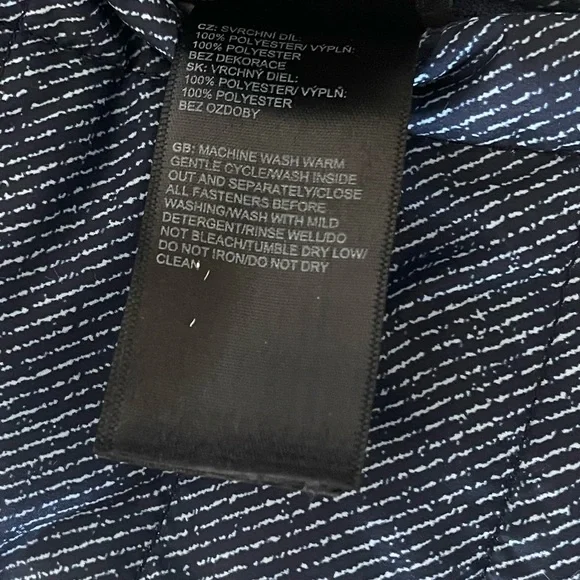 CZ: SVRCHNÍ DÍL:
100% POLYESTER/ VÝPLŇ:
100% POLYESTER
BEZ DEKORACE
SK: VRCHNÝ DIEL:
100% POLYESTER/VÝPLŇ:
100% POLYESTER
BEZ OZDOBY
GB: MACHINE WASH WARM
GENTLE CYCLE/WASH INSIDE
OUT AND SEPARATELY/CLOSE
ALL FASTENERS BEFORE
WASHING/WASH WITH MILD
DETERGENT/RINSE WELL/DO
NOT BLEACH/TUMBLE DRY LOW/
DO NOT IRON/DO NOT DRY
CLEAN